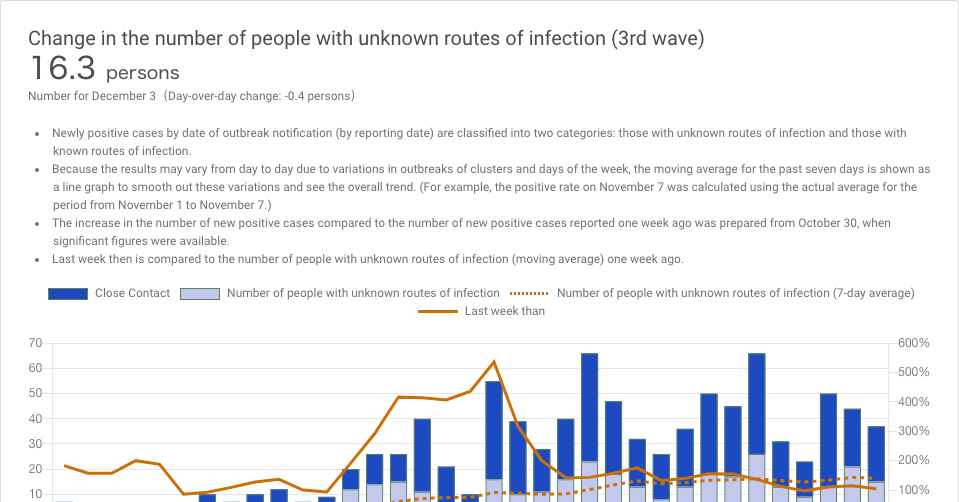 Change in the number of people with unknown routes of infection (3rd wave)
16.3 persons
Number for December 3（Day-over-day change: -0.4 persons）
• Newly positive cases by date of outbreak notification (by reporting date) are classified into two categories: those with unknown routes of infection and those with
known routes of infection.
• Because the results may vary from day to day due to variations in outbreaks of clusters and days of the week, the moving average for the past seven days is shown as
a line graph to smooth out these variations and see the overall trend. (For example, the positive rate on November 7 was calculated using the actual average for the
period from November 1 to November 7.)
• The increase in the number of new positive cases compared to the number of new positive cases reported one week ago was prepared from October 30, when
significant figures were available.
• Last week then is compared to the number of people with unknown routes of infection (moving average) one week ago.
Close Contact Number of people with unknown routes of infection Number of people with unknown routes of infection (7-day average)
Last week than
70 600%
60 500%
50 400%
40 300%
30 200%
20 100%
10